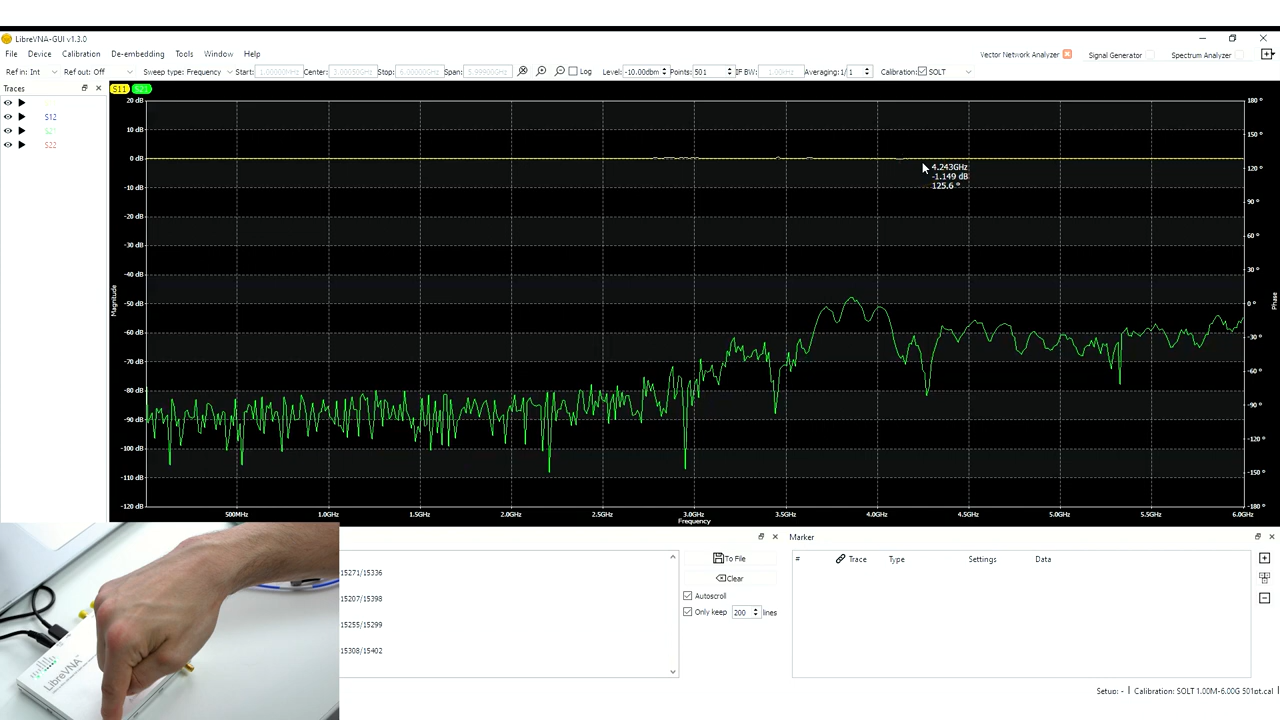 LibreVNA-GUI v1.3.0
File Device Calibration De-embedding Tools Window Help
Vector Network Analyzer Signal Generator Spectrum Analyzer
Ref in: Int Ref out: Off Sweep type: Frequency Start: Center: Stop: Span: Log Level: -10.00dbm Points: 501 IF BW: 1.00kHz Averaging: 1/ 1 Calibration: SOLT
Traces
S12
S21
S22
S11 S21
20 dB
10 dB
0 dB
-10 dB
-20 dB
-30 dB
-40 dB
-50 dB
-60 dB
-70 dB
-80 dB
-90 dB
-100 dB
-110 dB
-120 dB
Magnitude
4.243GHz
-1.149 dB
125.6 °
180 °
150 °
120 °
90 °
60 °
30 °
0 °
-30 °
-60 °
-90 °
-120 °
-150 °
-180 °
Phase
500MHz 1.0GHz 1.5GHz 2.0GHz 2.5GHz 3.0GHz 3.5GHz 4.0GHz 4.5GHz 5.0GHz 5.5GHz 6.0GHz
Frequency
15271/15336
15207/15398
15255/15299
15308/15402
To File
Clear
Autoscroll
Only keep 200 lines
Marker
# Trace Type Settings Data
Setup: - Calibration: SOLT 1.00M-6.00G 501pt.cal
LibreVNA